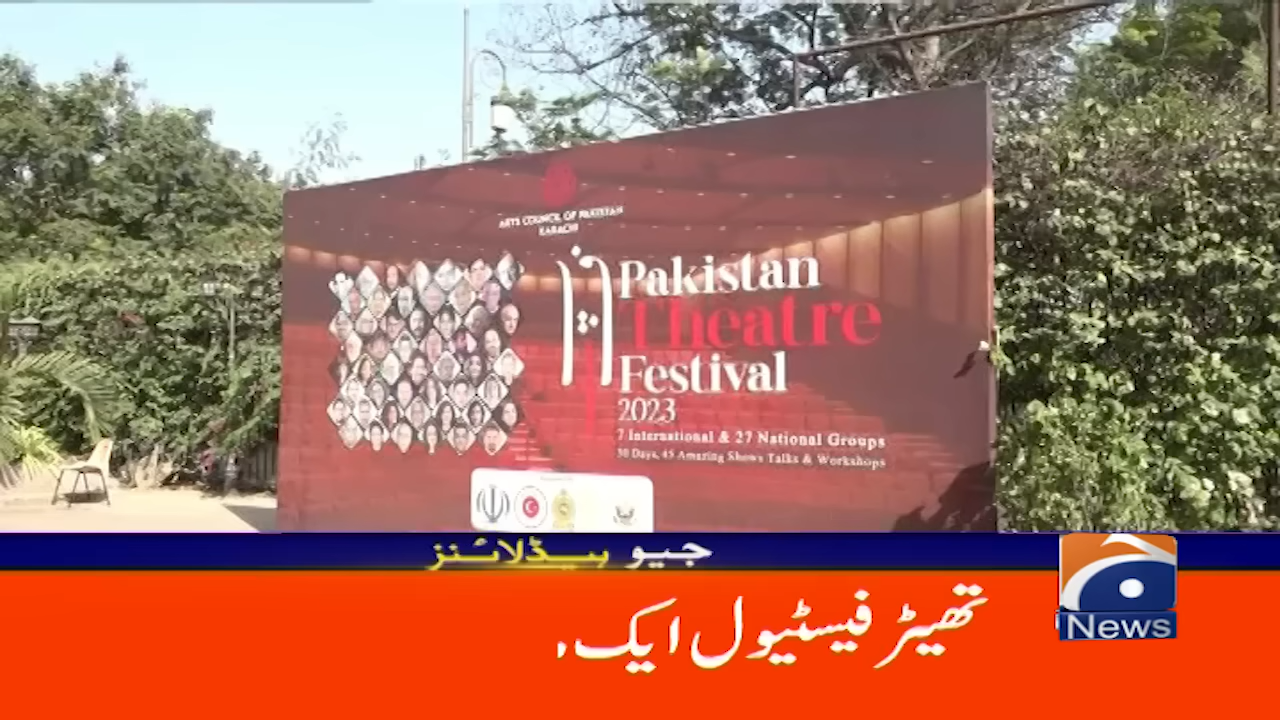 ARTS COUNCIL OF PAKISTAN
KARACHI
Pakistan
Theatre
Festival
2023
7 International & 27 National Groups
30 Days, 45 Amazing Shows Talks & Workshops
جیو ہیڈلائنز
تھیڑ فیسٹیول ایک
News